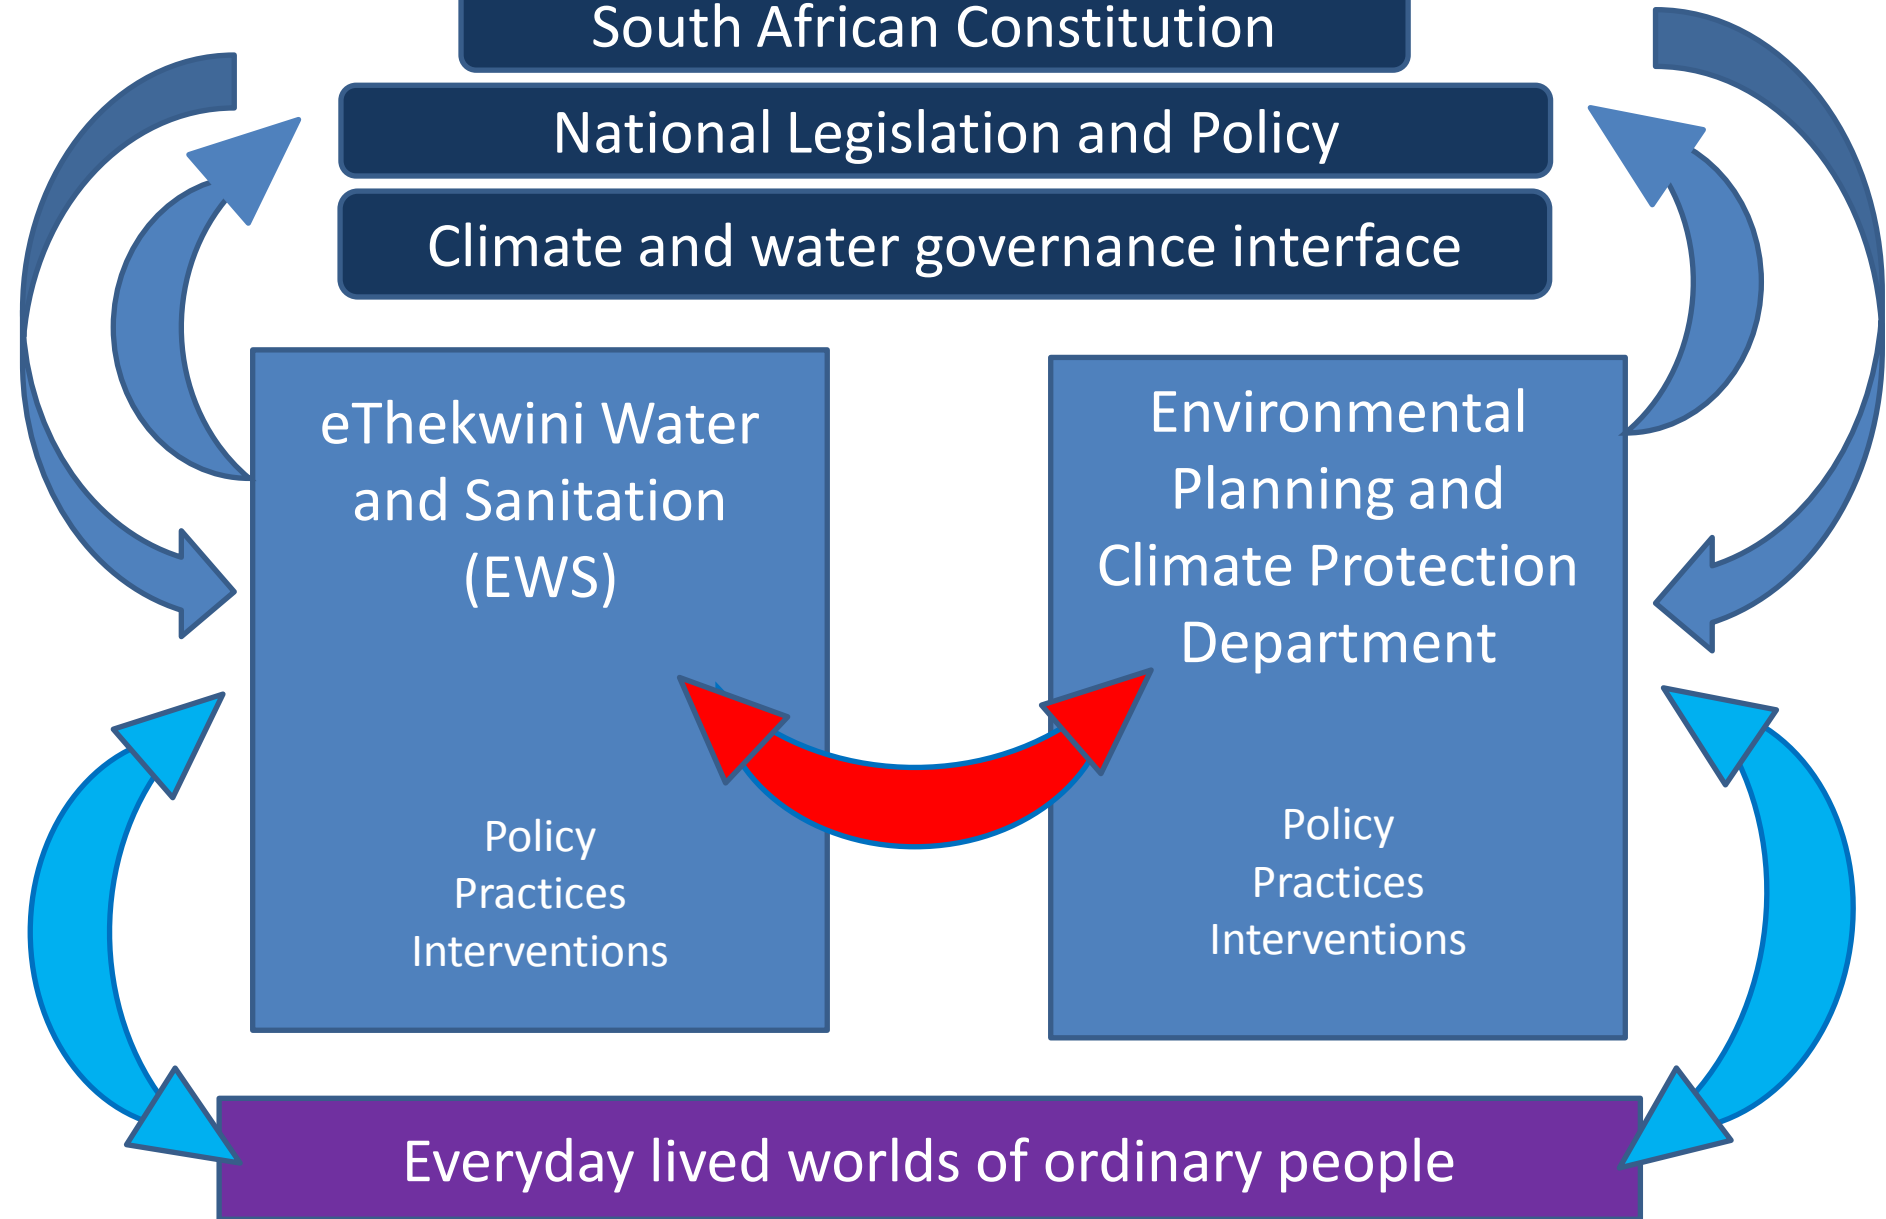 South African Constitution
National Legislation and Policy
Climate and water governance interface
eThekwini Water
and Sanitation
(EWS)
Policy
Practices
Interventions
Environmental
Planning and
Climate Protection
Department
Policy
Practices
Interventions
Everyday lived worlds of ordinary people